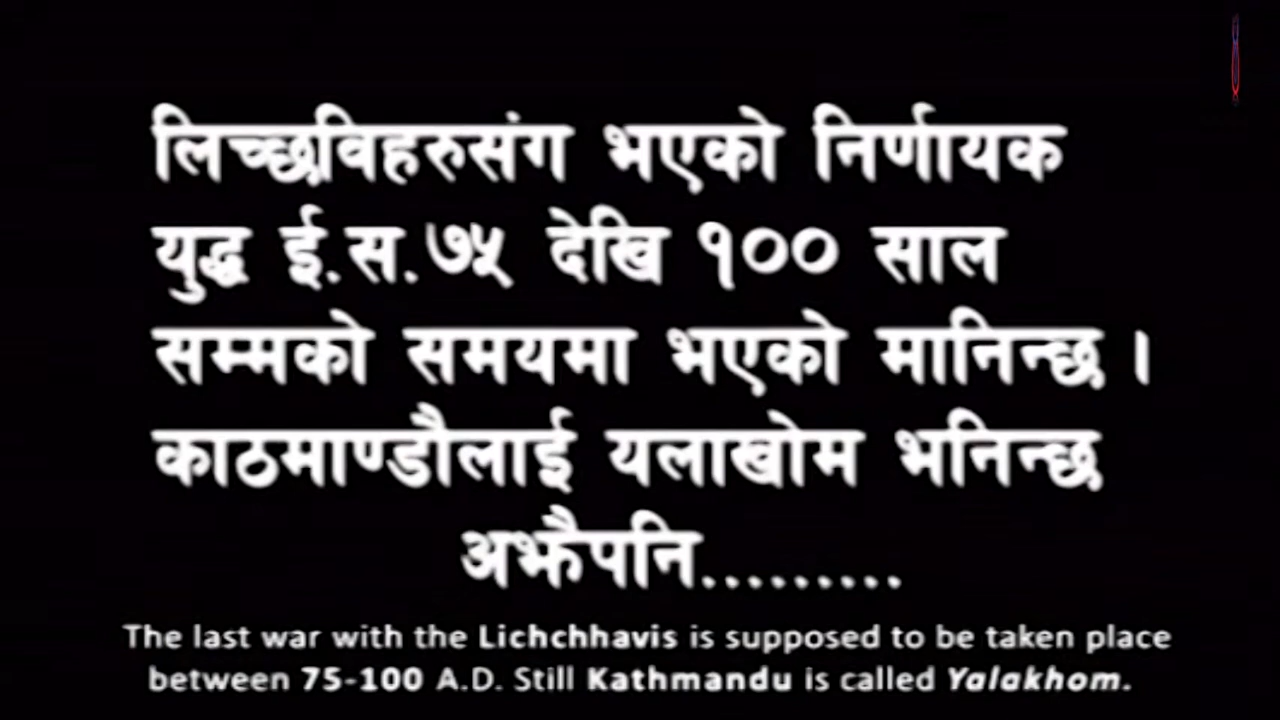 लिच्छविहरुसंग भएको निर्णायक
युद्ध ई.स.७५ देखि १०० साल
सम्मको समयमा भएको मानिन्छ ।
काठमाण्डौलाई यलाखोम भनिन्छ
अझैपनि.........
The last war with the Lichchhavis is supposed to be taken place
between 75-100 A.D. Still Kathmandu is called Yalakhom.